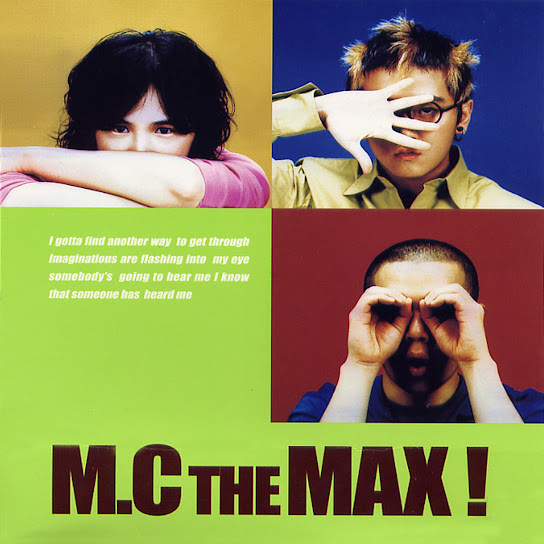 I gotta find another way to get through
Imaginations are flashing into my eye
somebody's going to hear me I know
that someone has heard me
M.C THE MAX !